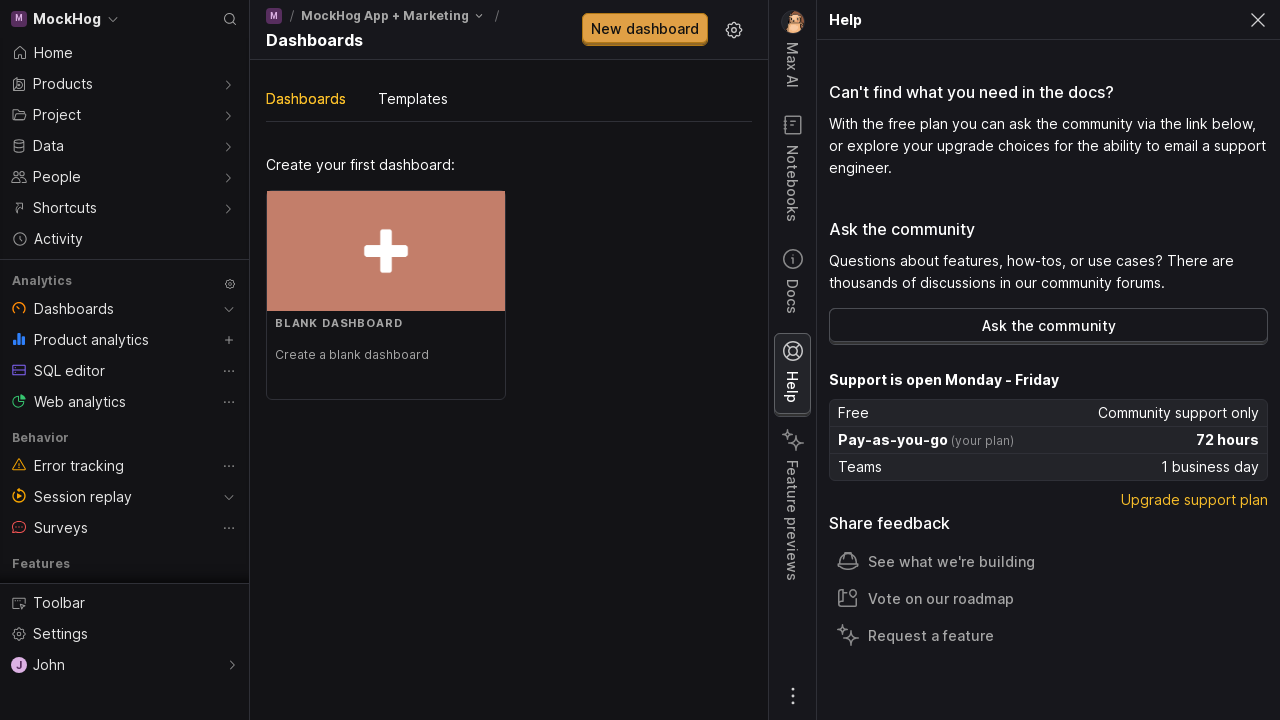 M MockHog
Home
Products
Project
Data
People
Shortcuts
Activity
Analytics
Dashboards
Product analytics
SQL editor
Web analytics
Behavior
Error tracking
Session replay
Surveys
Features
Toolbar
Settings
J John
M / MockHog App + Marketing /
Dashboards
New dashboard
Dashboards Templates
Create your first dashboard:
BLANK DASHBOARD
Create a blank dashboard
Max AI
Notebooks
Docs
Help
Feature previews
Help
Can't find what you need in the docs?
With the free plan you can ask the community via the link below,
or explore your upgrade choices for the ability to email a support
engineer.
Ask the community
Questions about features, how-tos, or use cases? There are
thousands of discussions in our community forums.
Ask the community
Support is open Monday - Friday
Free Community support only
Pay-as-you-go (your plan) 72 hours
Teams 1 business day
Upgrade support plan
Share feedback
See what we're building
Vote on our roadmap
Request a feature